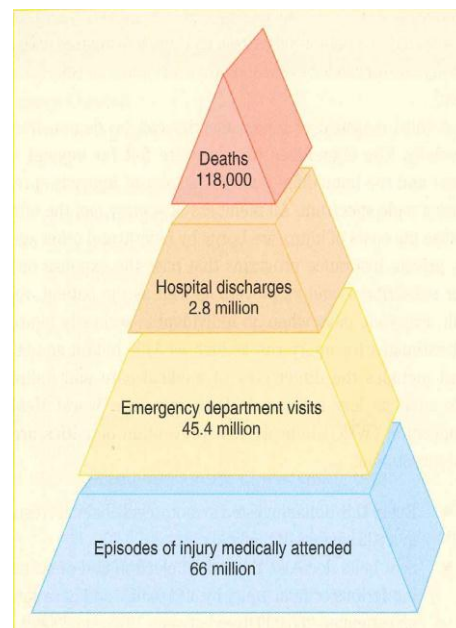 Deaths
118,000
Hospital discharges
2.8 million
Emergency department visits
45.4 million
Episodes of injury medically attended
66 million